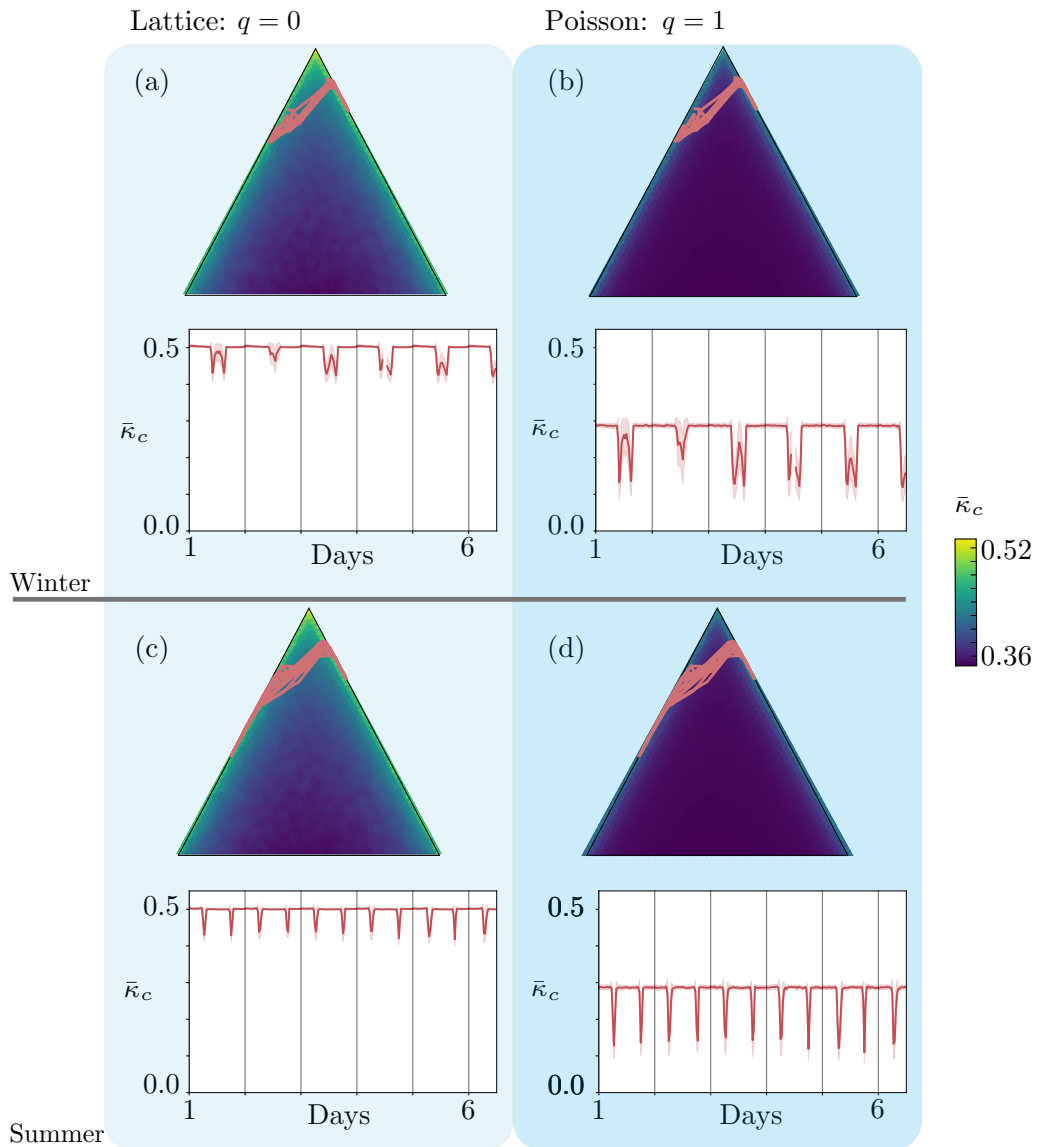 Lattice: q = 0
Poisson: q = 1
(a)
(b)
0.5
κ̄c
0.0
1
Days
6
0.5
κ̄c
0.0
1
Days
6
κ̄c
0.52
0.36
Winter
(c)
(d)
0.5
κ̄c
0.0
1
Days
6
0.5
κ̄c
0.0
1
Days
6
Summer